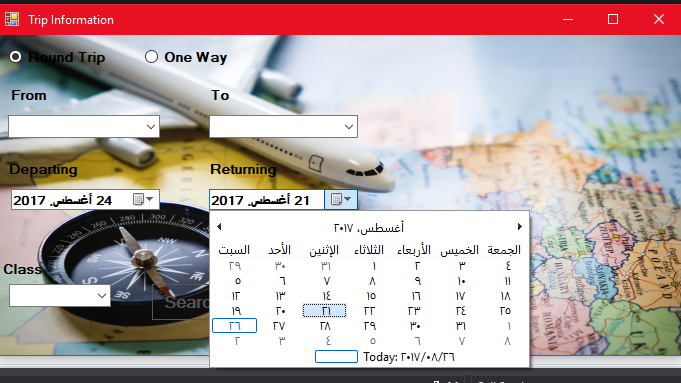 Trip Information
Round Trip One Way
From To
Departing Returning
24 أغسطس, 2017 21 أغسطس, 2017
أغسطس، ٢٠١٧
السبت الأحد الإثنين الثلاثاء الأربعاء الخميس الجمعة
٢٩ ٣٠ ٣١ ١ ٢ ٣ ٤
٥ ٦ ٧ ٨ ٩ ١٠ ١١
١٢ ١٣ ١٤ ١٥ ١٦ ١٧ ١٨
١٩ ٢٠ ٢١ ٢٢ ٢٣ ٢٤ ٢٥
٢٦ ٢٧ ٢٨ ٢٩ ٣٠ ٣١ ١
٢ ٣ ٤ ٥ ٦ ٧ ٨
Today: ٢٠١٧/٠٨/٢٦
Class
Searc